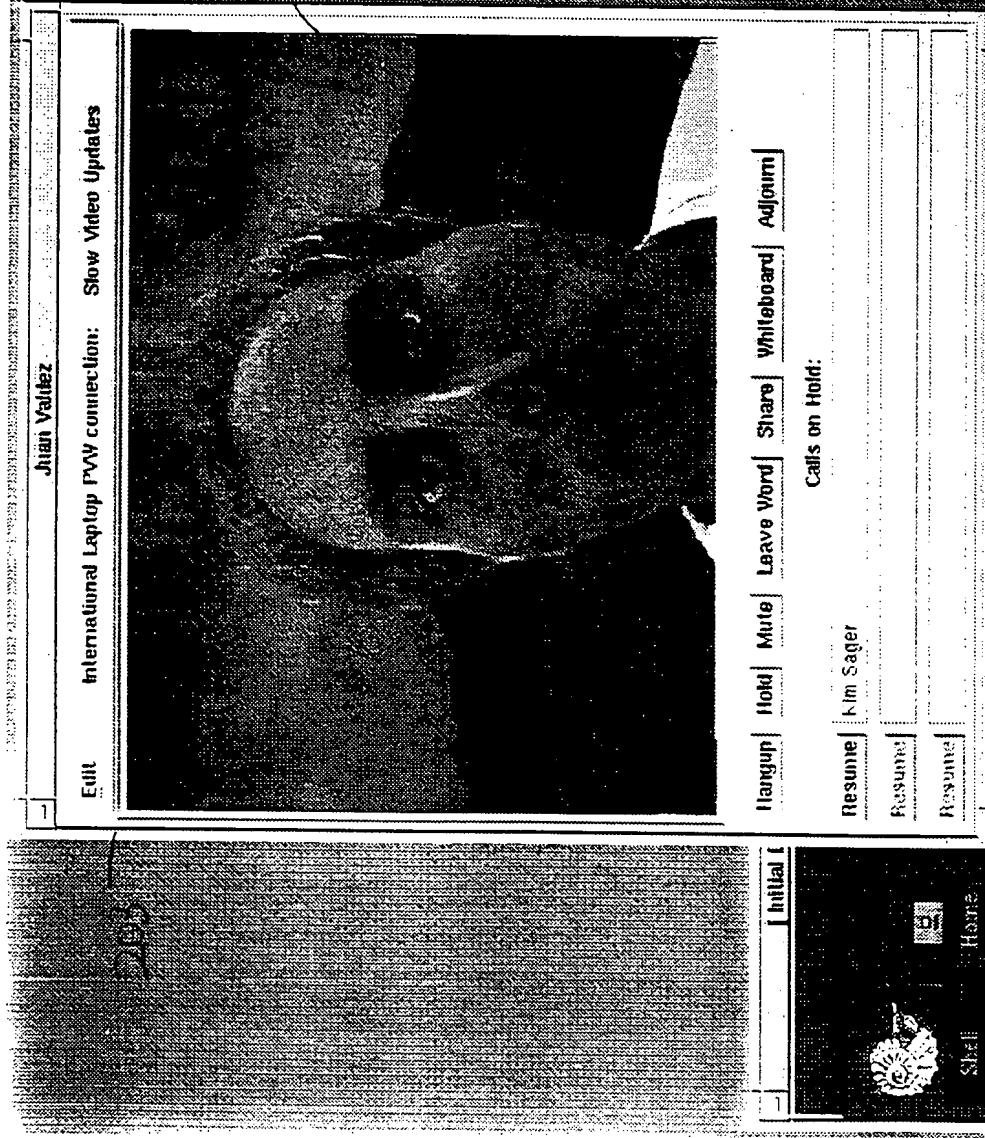 Juan Valdez
Edit International Laptop PVW connection: Slow Video Updates
Hangup Hold Mute Leave Word Share Whiteboard Adjourn
Calls on Hold:
Resume Kim Sager
Resume
Resume
203
Initial
Shell Home